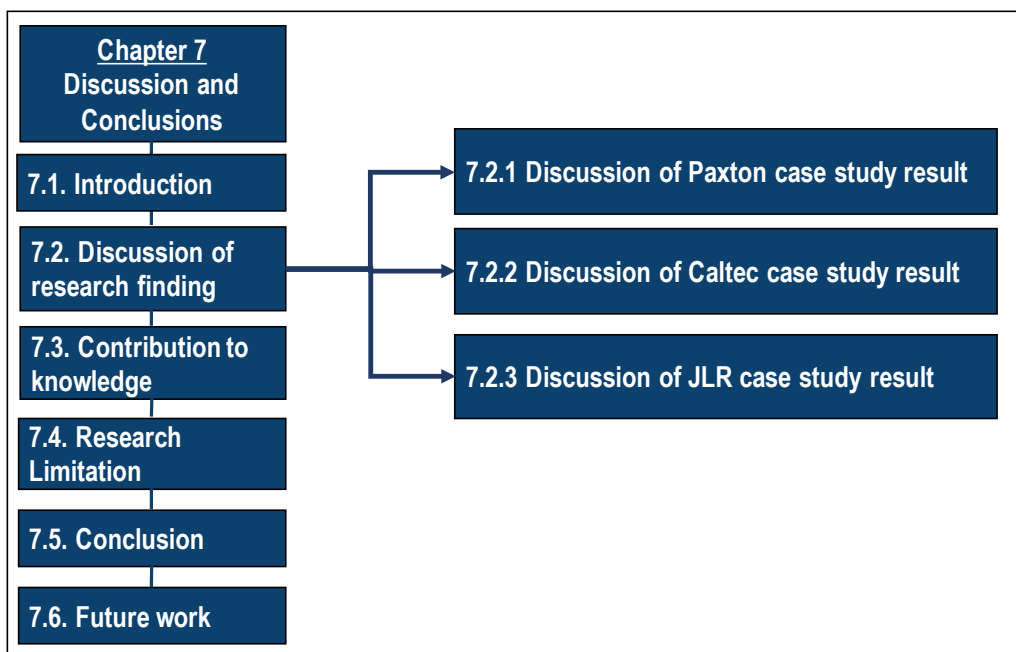 Chapter 7
Discussion and
Conclusions
7.1. Introduction
7.2. Discussion of
research finding
7.3. Contribution to
knowledge
7.4. Research
Limitation
7.5. Conclusion
7.6. Future work
7.2.1 Discussion of Paxton case study result
7.2.2 Discussion of Caltec case study result
7.2.3 Discussion of JLR case study result